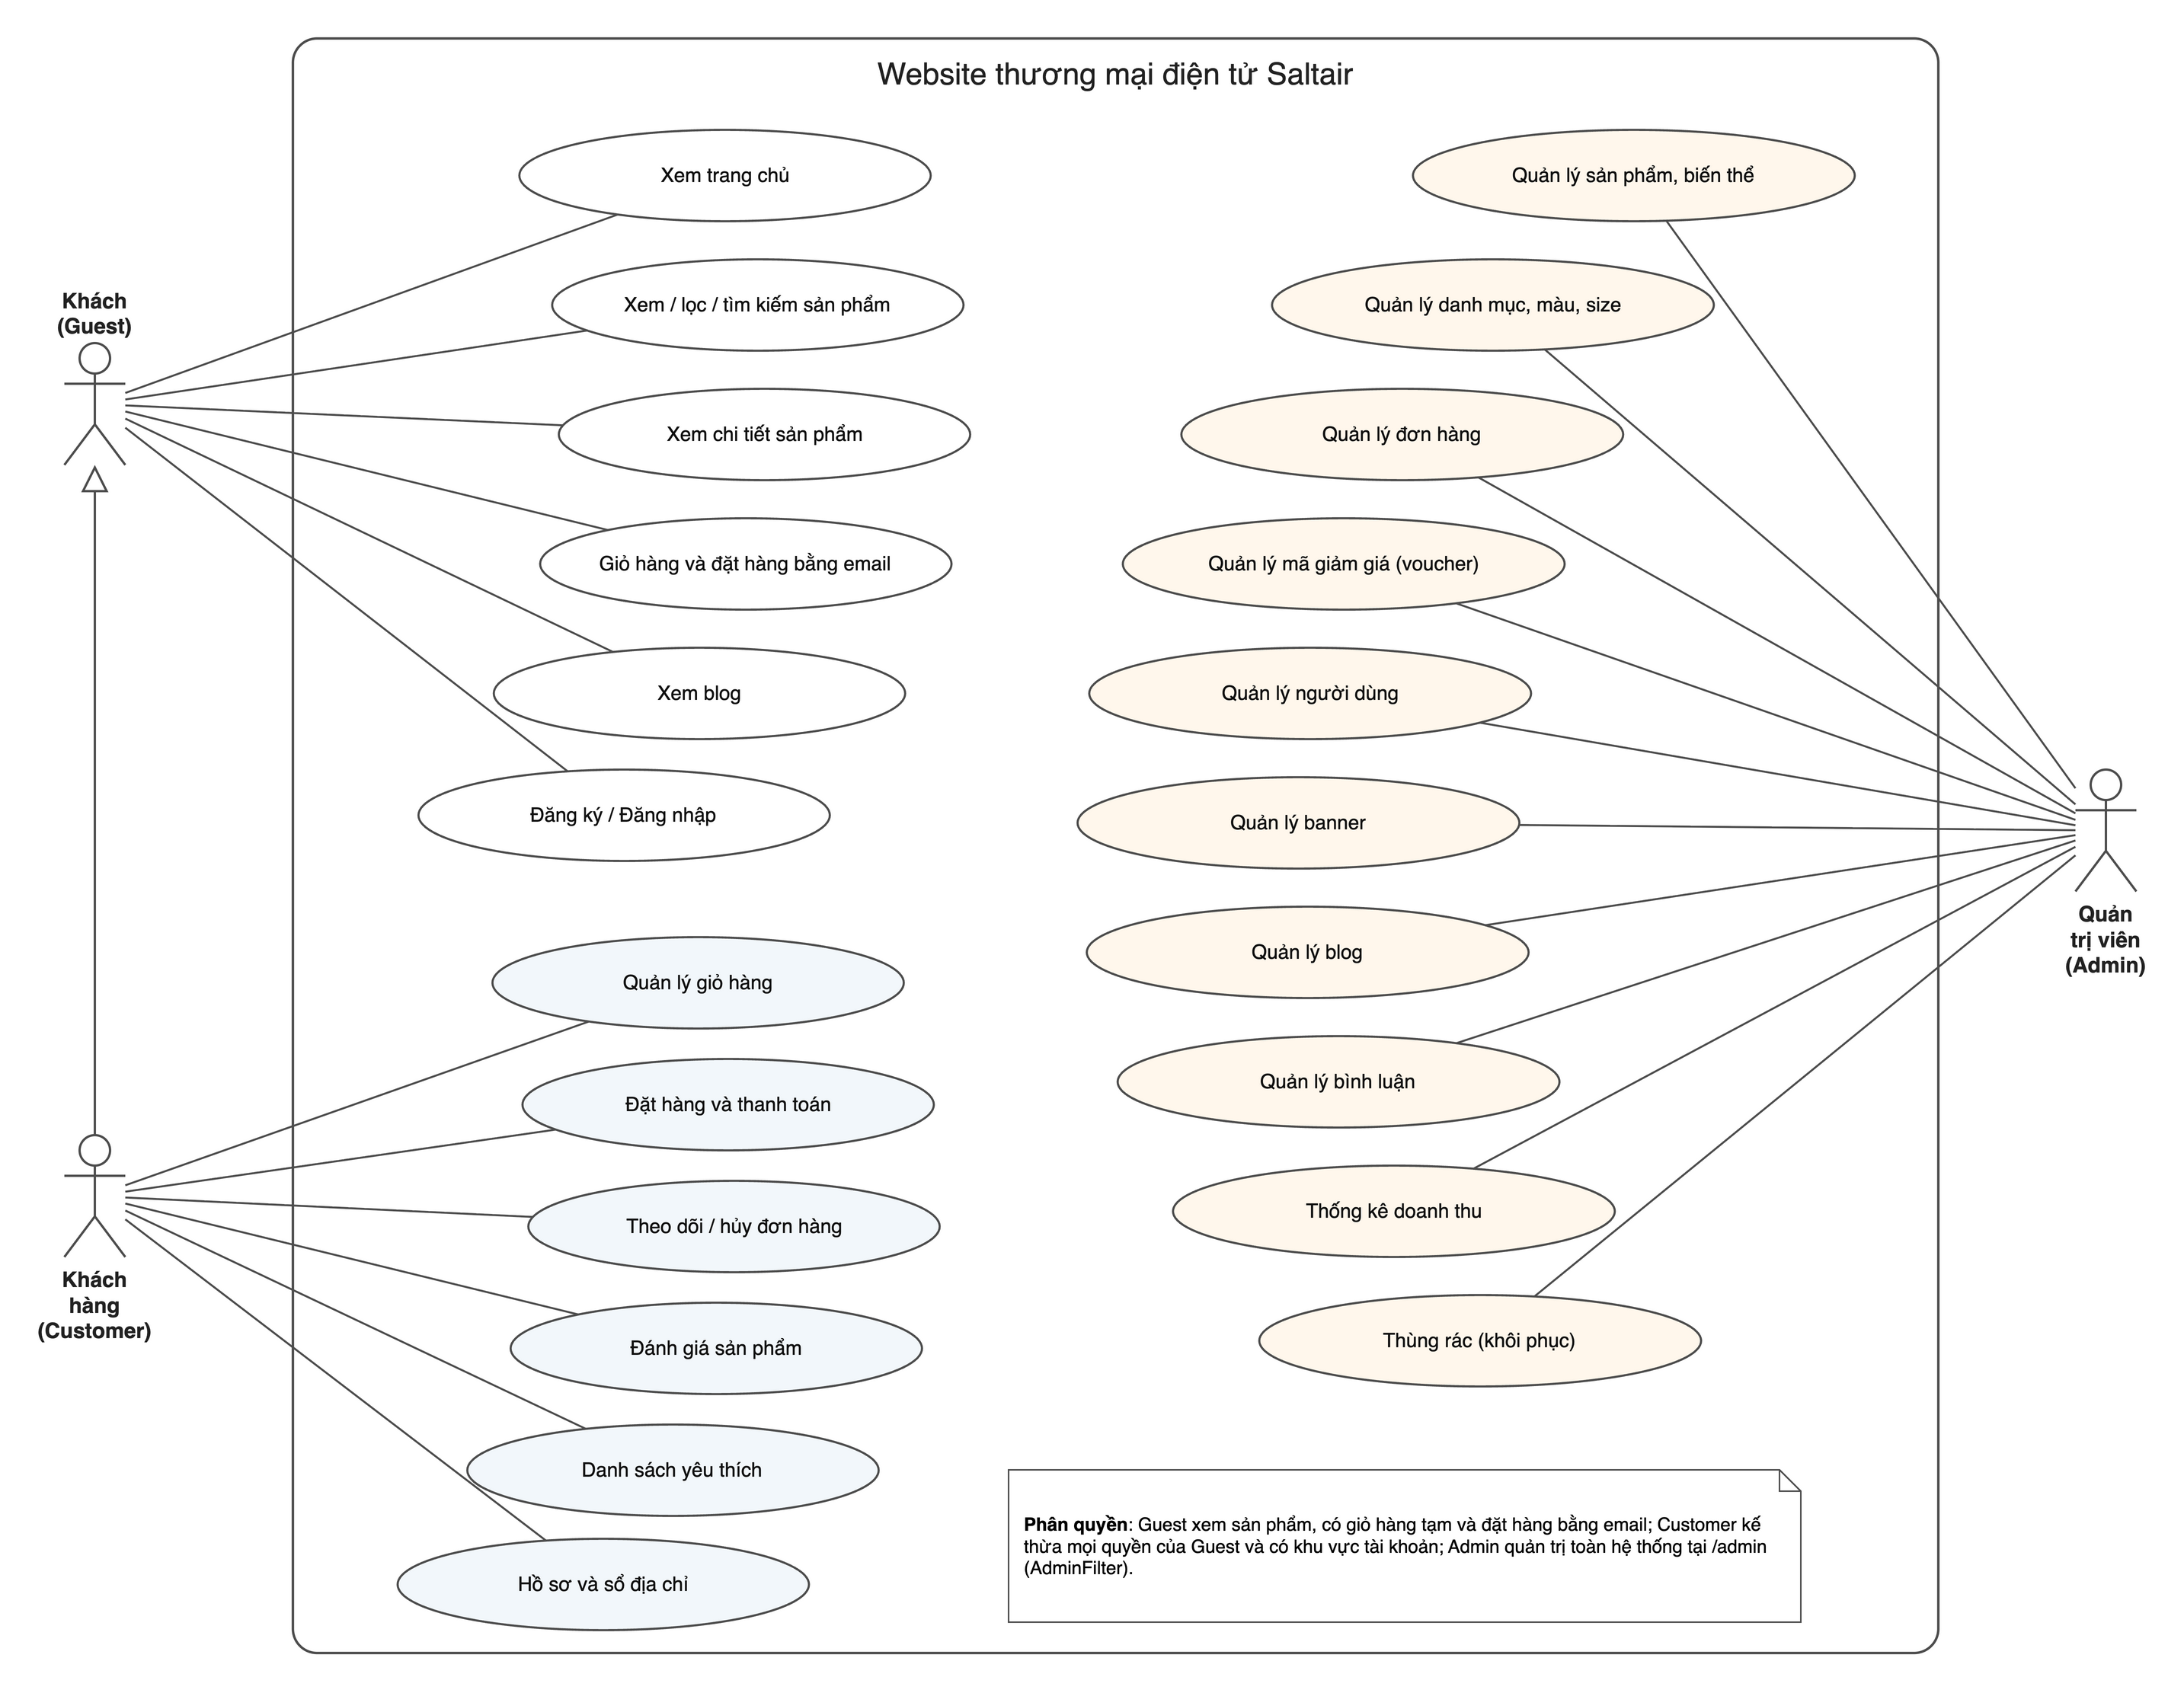 Website thương mại điện tử Saltair
Khách
(Guest)
Xem trang chủ
Xem / lọc / tìm kiếm sản phẩm
Xem chi tiết sản phẩm
Giỏ hàng và đặt hàng bằng email
Xem blog
Đăng ký / Đăng nhập
Khách
hàng
(Customer)
Quản lý giỏ hàng
Đặt hàng và thanh toán
Theo dõi / hủy đơn hàng
Đánh giá sản phẩm
Danh sách yêu thích
Hồ sơ và sổ địa chỉ
Quản lý sản phẩm, biến thể
Quản lý danh mục, màu, size
Quản lý đơn hàng
Quản lý mã giảm giá (voucher)
Quản lý người dùng
Quản lý banner
Quản lý blog
Quản lý bình luận
Thống kê doanh thu
Thùng rác (khôi phục)
Quản
trị viên
(Admin)
Phân quyền: Guest xem sản phẩm, có giỏ hàng tạm và đặt hàng bằng email; Customer kế
thừa mọi quyền của Guest và có khu vực tài khoản; Admin quản trị toàn hệ thống tại /admin
(AdminFilter).